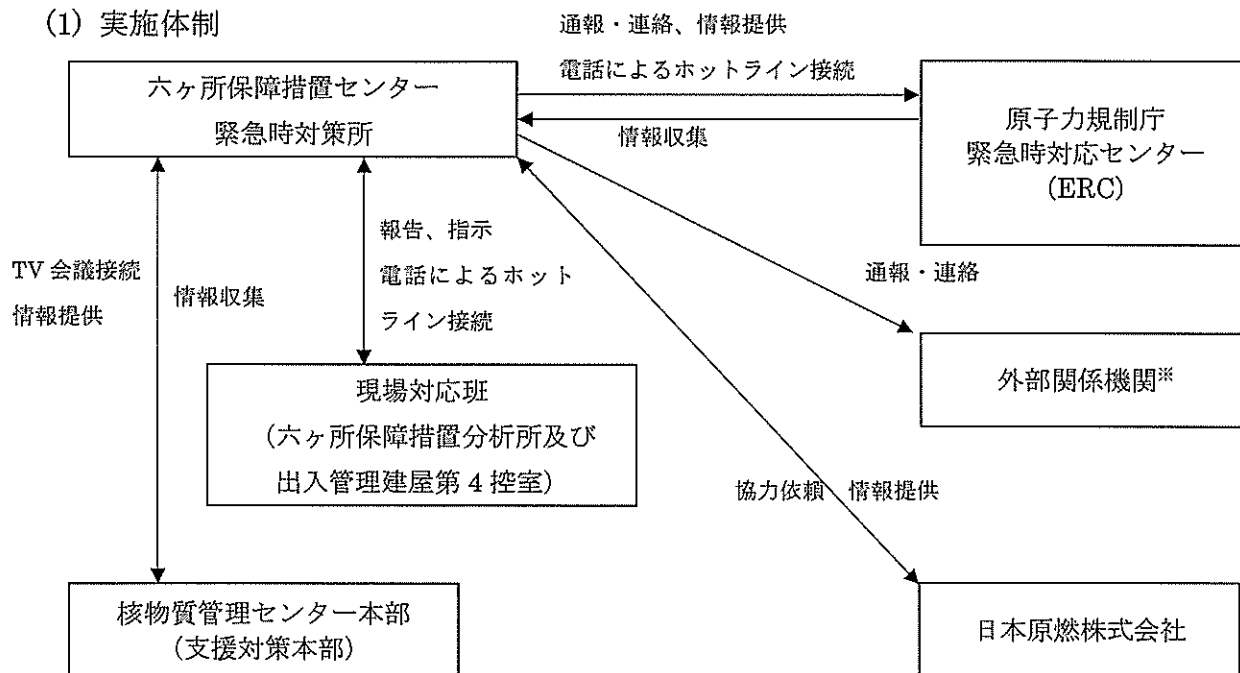 (1) 実施体制
通報・連絡、情報提供
電話によるホットライン接続
六ヶ所保障措置センター
緊急時対策所
情報収集
原子力規制庁
緊急時対応センター
(ERC)
報告、指示
電話によるホット
ライン接続
TV 会議接続
情報提供
情報収集
通報・連絡
外部関係機関※
現場対応班
(六ヶ所保障措置分析所及び
出入管理建屋第 4 控室)
協力依頼 情報提供
核物質管理センター本部
(支援対策本部)
日本原燃株式会社